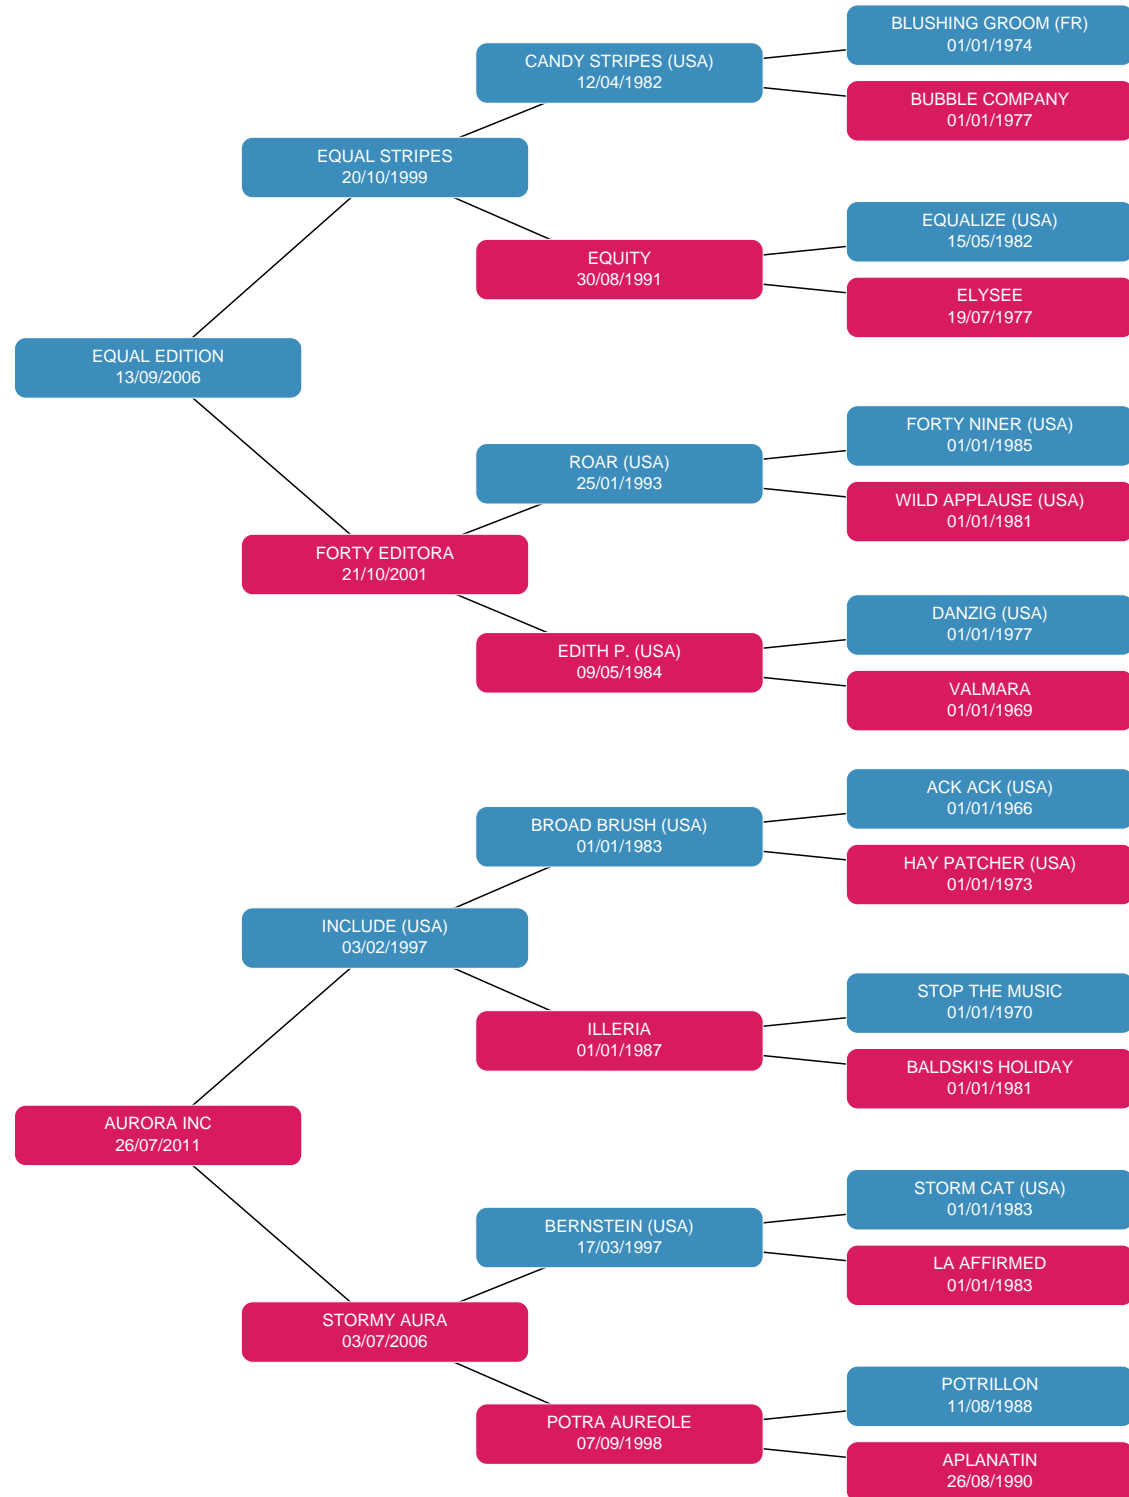 BLUSHING GROOM (FR)
01/01/1974
CANDY STRIPES (USA)
12/04/1982
BUBBLE COMPANY
01/01/1977
EQUAL STRIPES
20/10/1999
EQUALIZE (USA)
15/05/1982
EQUITY
30/08/1991
ELYSEE
19/07/1977
EQUAL EDITION
13/09/2006
FORTY NINER (USA)
01/01/1985
ROAR (USA)
25/01/1993
WILD APPLAUSE (USA)
01/01/1981
FORTY EDITORA
21/10/2001
DANZIG (USA)
01/01/1977
EDITH P. (USA)
09/05/1984
VALMARA
01/01/1969
ACK ACK (USA)
01/01/1966
BROAD BRUSH (USA)
01/01/1983
HAY PATCHER (USA)
01/01/1973
INCLUDE (USA)
03/02/1997
STOP THE MUSIC
01/01/1970
ILLERIA
01/01/1987
BALDSKI'S HOLIDAY
01/01/1981
AURORA INC
26/07/2011
STORM CAT (USA)
01/01/1983
BERNSTEIN (USA)
17/03/1997
LA AFFIRMED
01/01/1983
STORMY AURA
03/07/2006
POTRILLON
11/08/1988
POTRA AUREOLE
07/09/1998
APLANATIN
26/08/1990